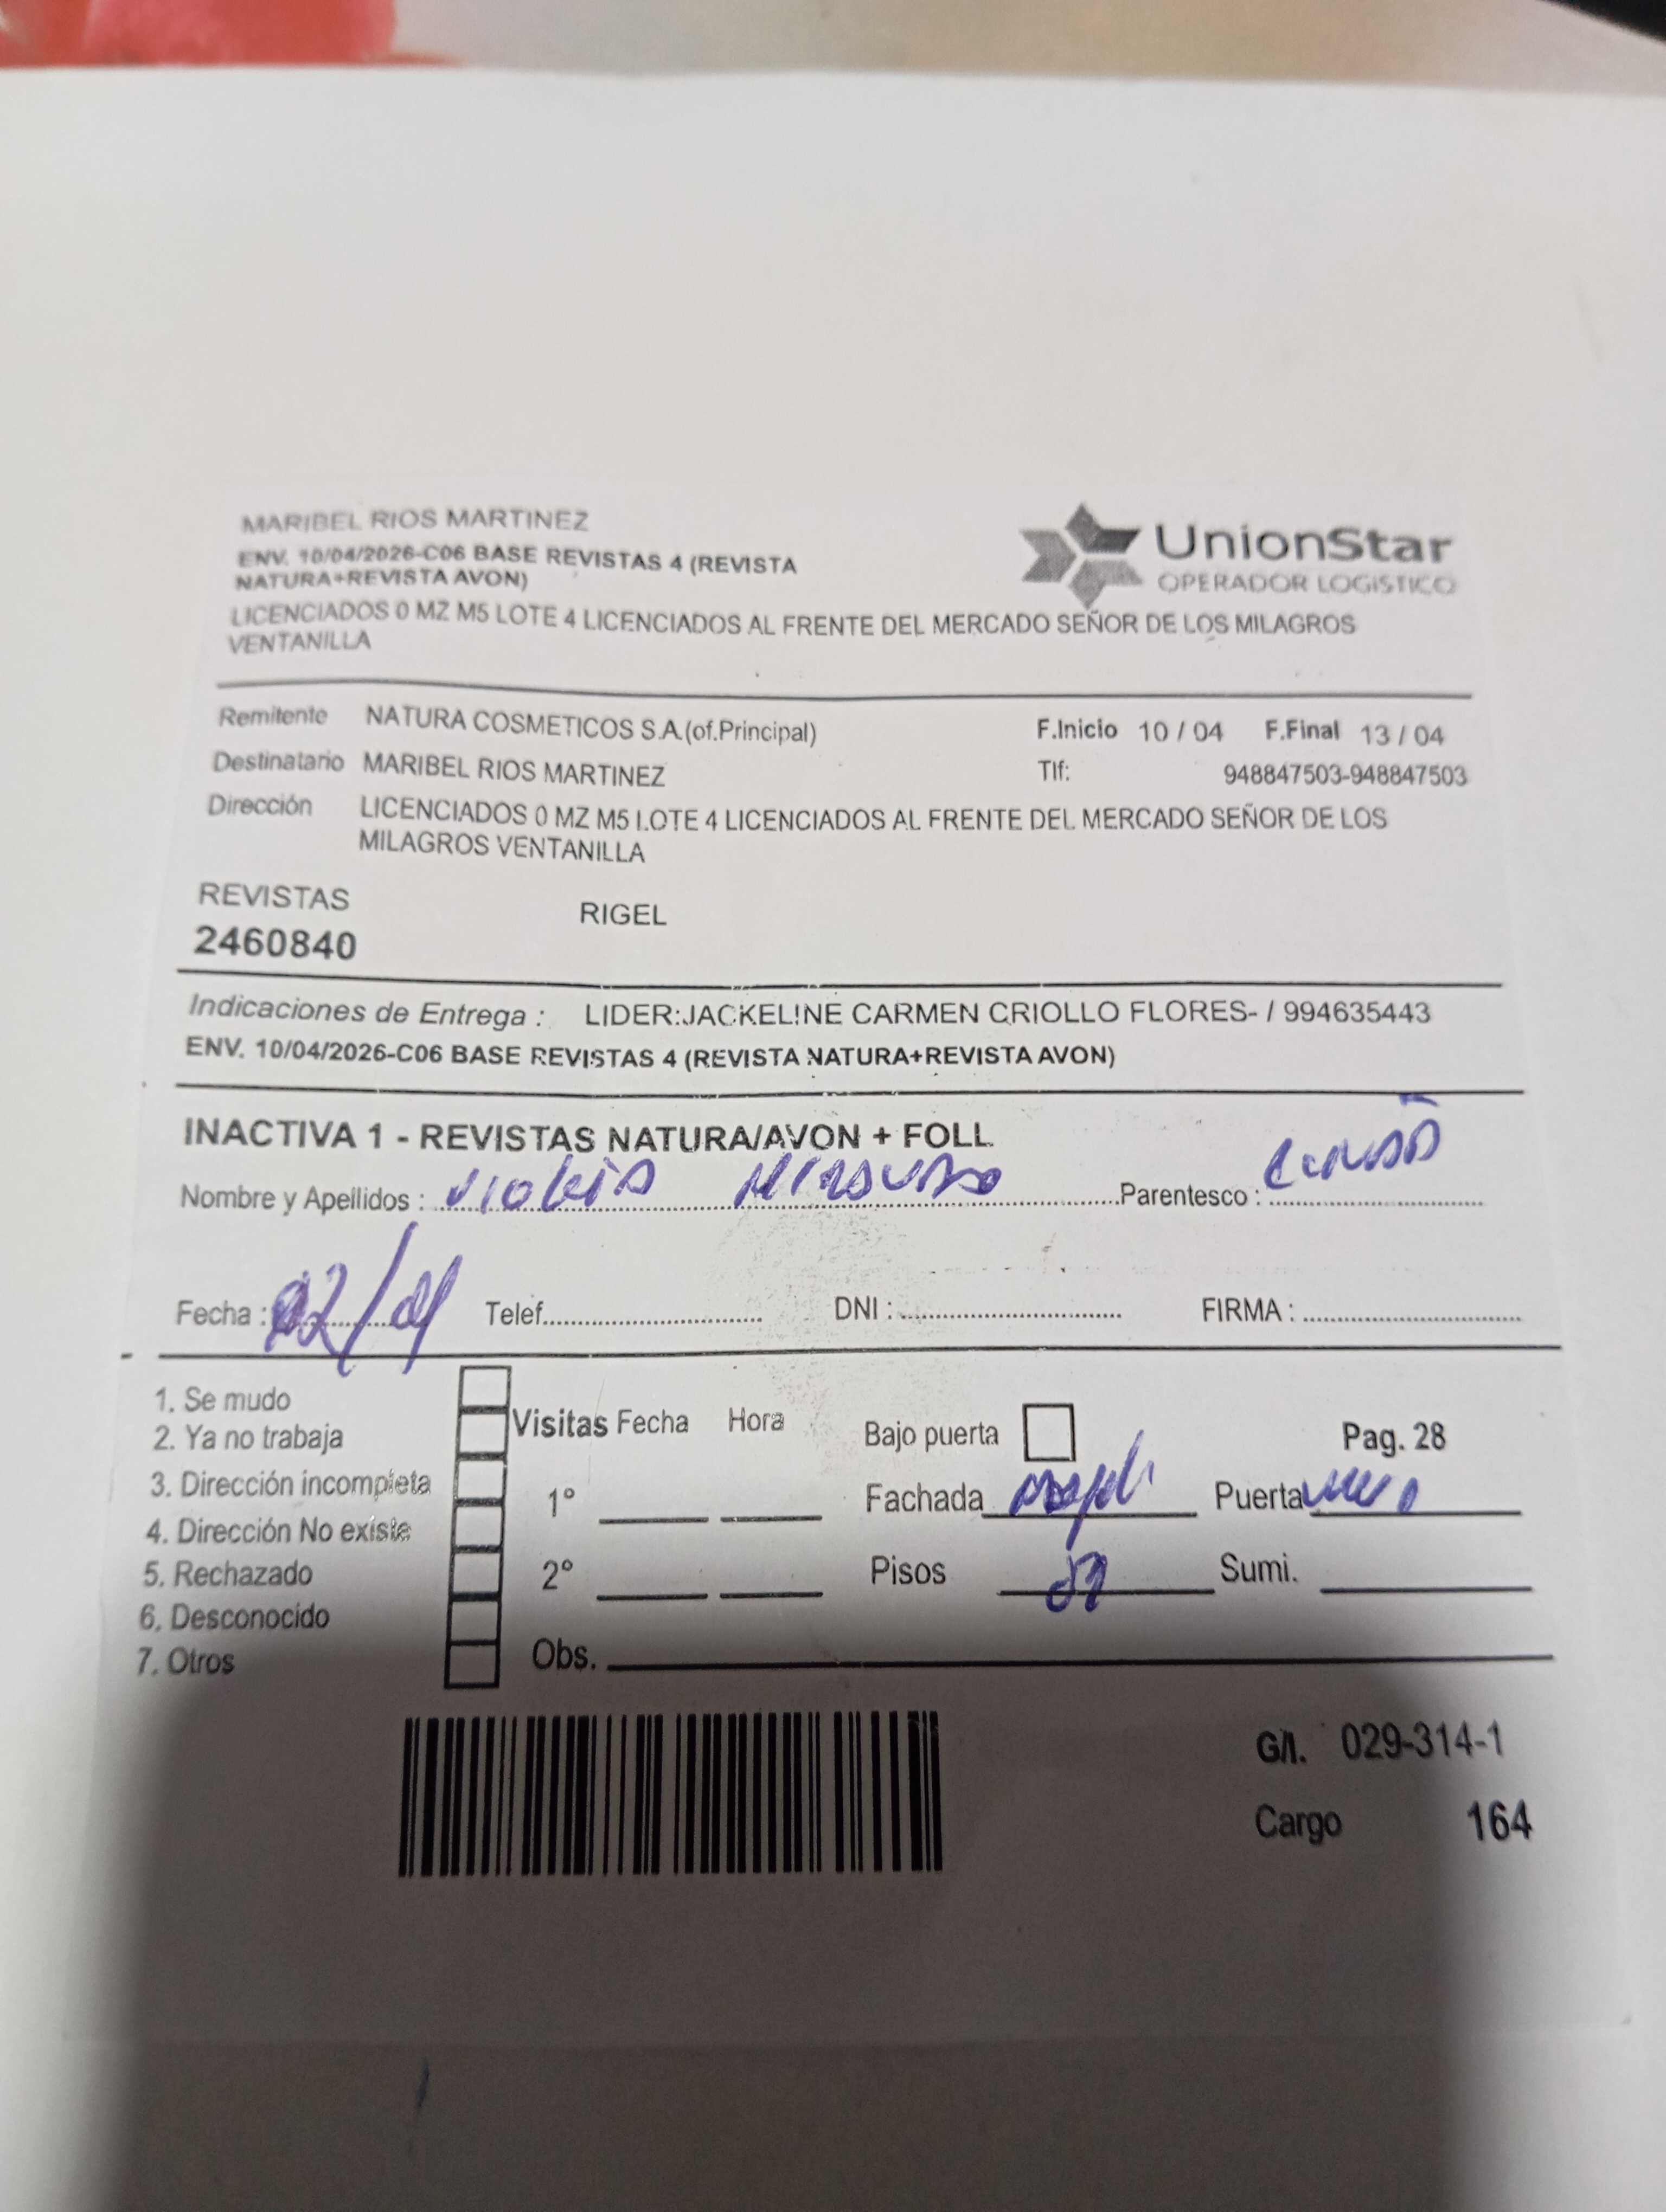 MARIBEL RIOS MARTINEZ
ENV. 10/04/2026-C06 BASE REVISTAS 4 (REVISTA
NATURA+REVISTA AVON)
UnionStar
OPERADOR LOGISTICO
LICENCIADOS 0 MZ M5 LOTE 4 LICENCIADOS AL FRENTE DEL MERCADO SEÑOR DE LOS MILAGROS
VENTANILLA
Remitente NATURA COSMETICOS S.A.(of.Principal) F.Inicio 10 / 04 F.Final 13 / 04
Destinatario MARIBEL RIOS MARTINEZ Tlf: 948847503-948847503
Dirección LICENCIADOS 0 MZ M5 LOTE 4 LICENCIADOS AL FRENTE DEL MERCADO SEÑOR DE LOS
MILAGROS VENTANILLA
REVISTAS RIGEL
2460840
Indicaciones de Entrega : LIDER:JACKELINE CARMEN CRIOLLO FLORES- / 994635443
ENV. 10/04/2026-C06 BASE REVISTAS 4 (REVISTA NATURA+REVISTA AVON)
INACTIVA 1 - REVISTAS NATURA/AVON + FOLL
Nombre y Apellidos : Parentesco :
Fecha : Telef. DNI : FIRMA :
1. Se mudo
2. Ya no trabaja
3. Dirección incompleta
4. Dirección No existe
5. Rechazado
6. Desconocido
7. Otros
Visitas Fecha Hora
1°
2°
Obs.
Bajo puerta Pag. 28
Fachada Puerta
Pisos Sumi.
G/I. 029-314-1
Cargo 164